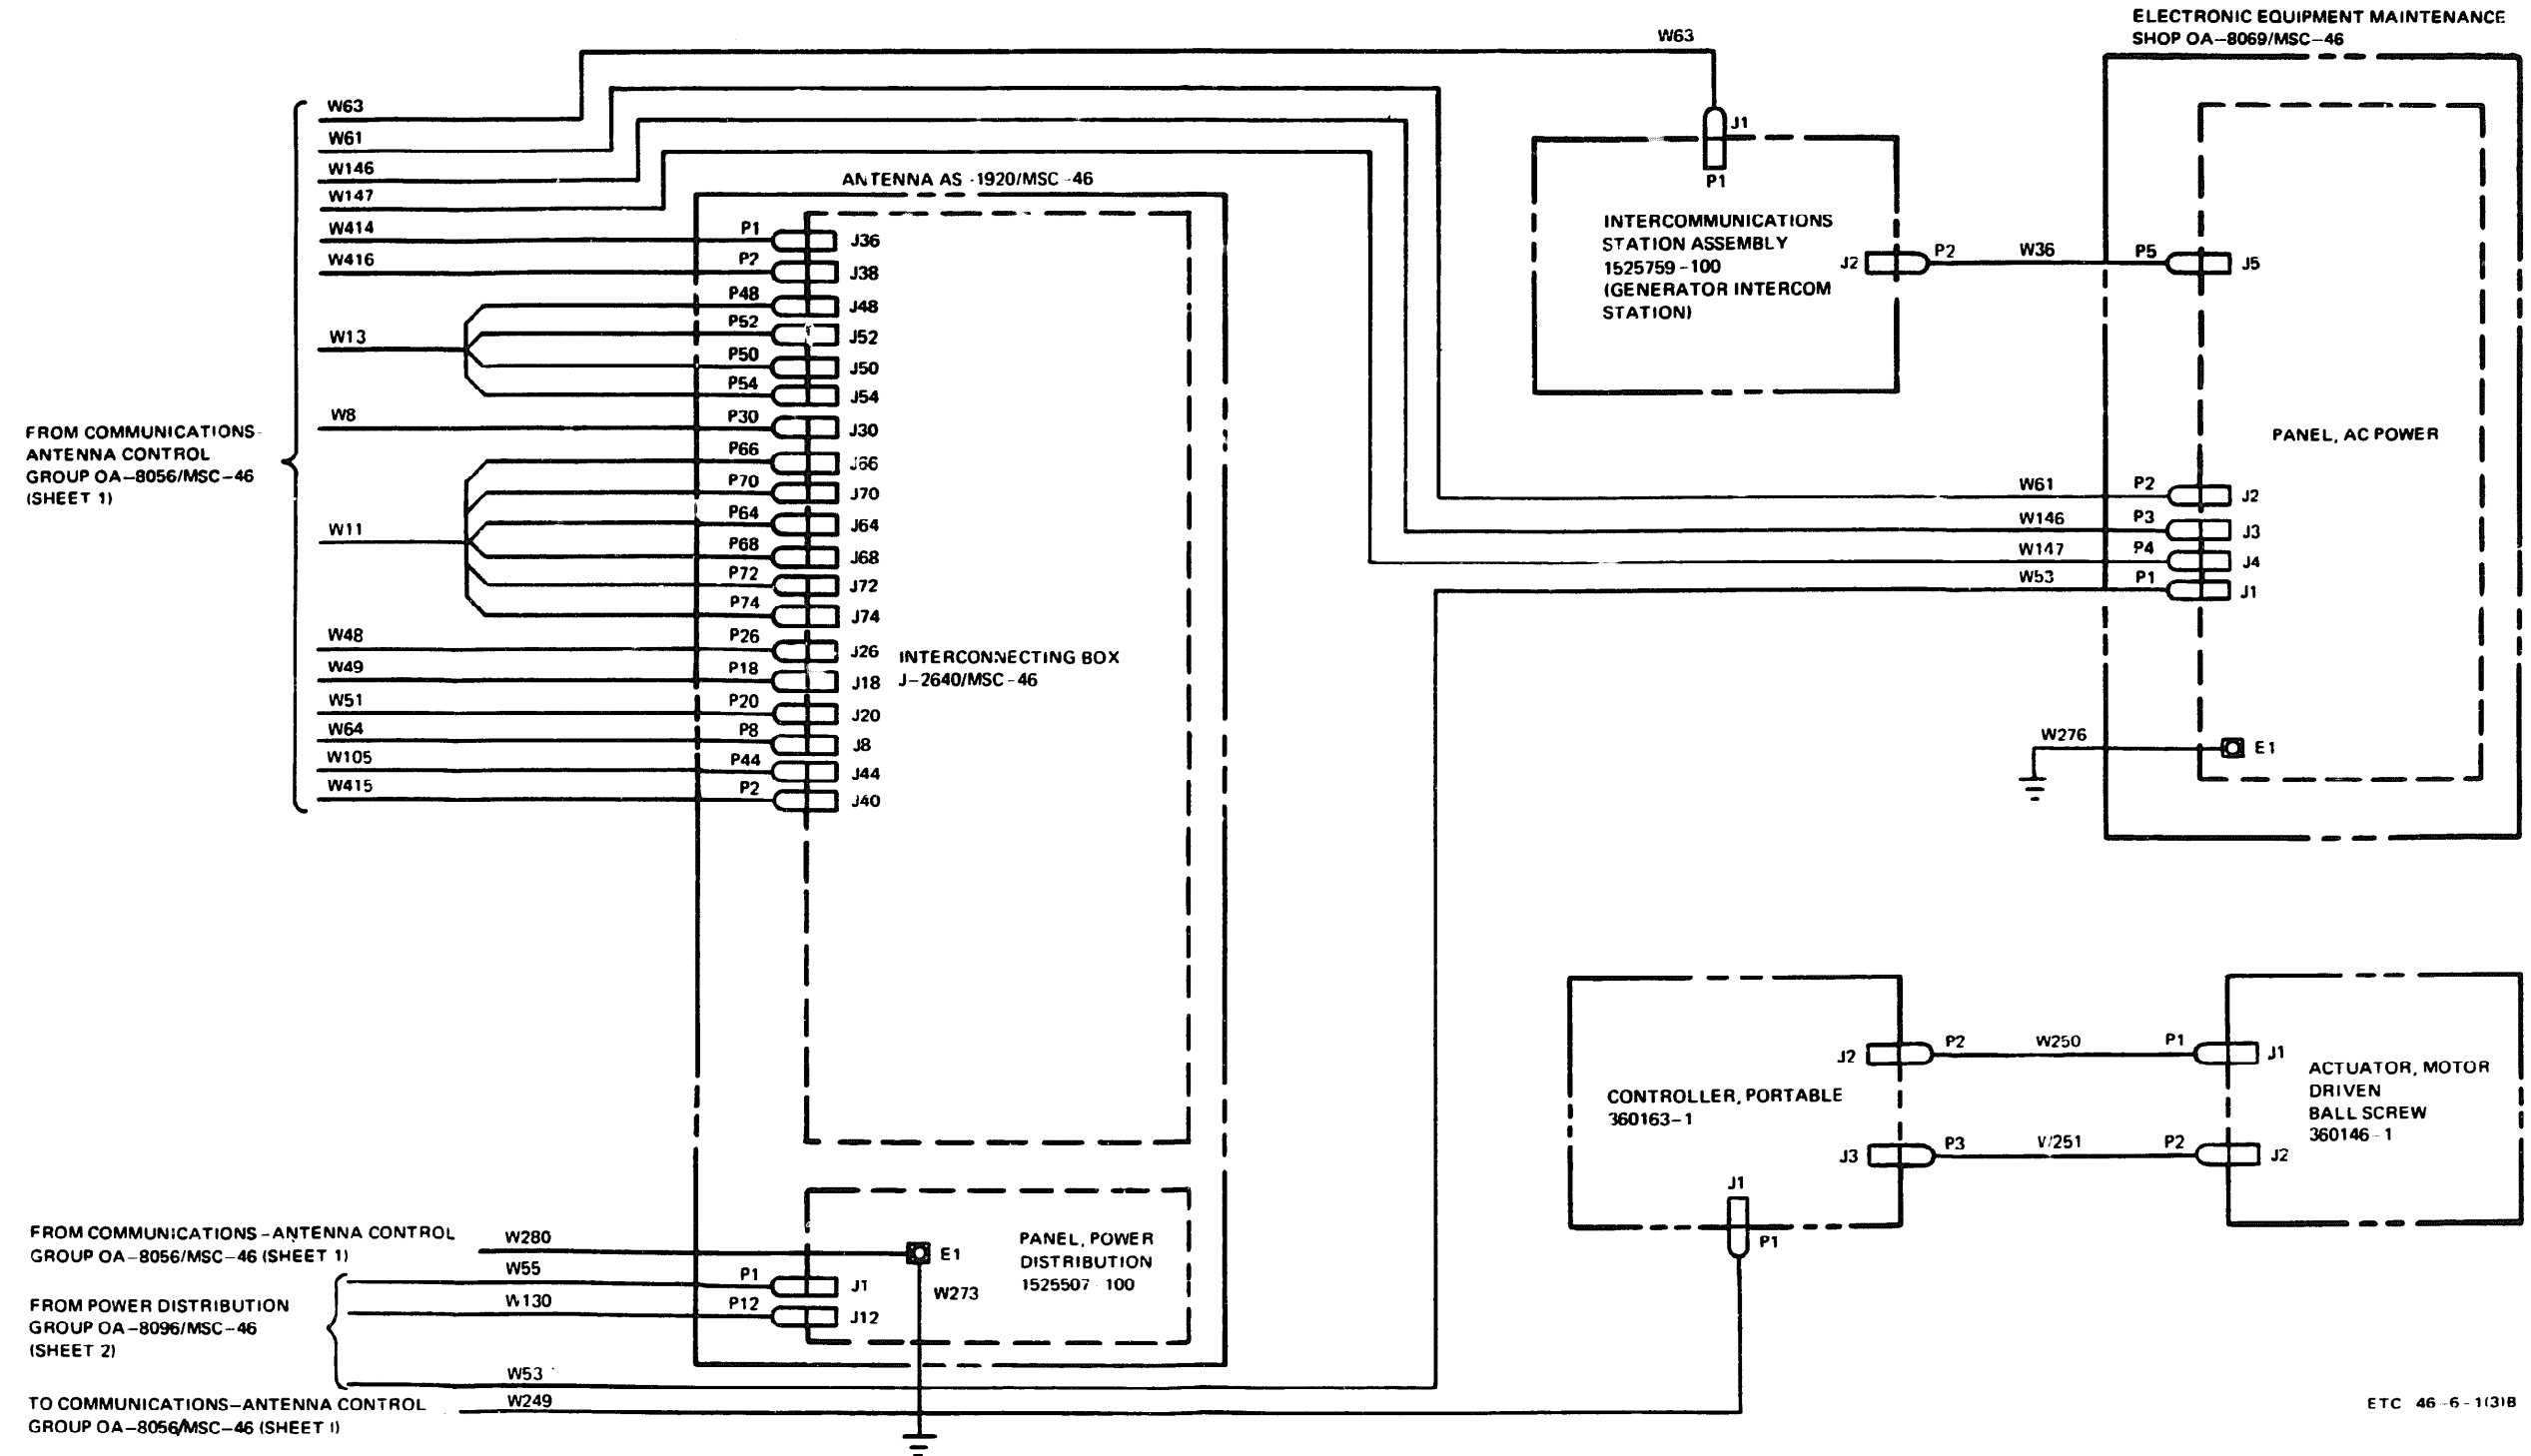 ELECTRONIC EQUIPMENT MAINTENANCE
SHOP OA-8069/MSC-46
W63
W63
W61
W146
W147
W414
W416
W13
W8
W11
W48
W49
W51
W64
W105
W415
FROM COMMUNICATIONS-
ANTENNA CONTROL
GROUP OA-8056/MSC-46
(SHEET 1)
ANTENNA AS-1920/MSC-46
P1 J36
P2 J38
P48 J48
P52 J52
P50 J50
P54 J54
P30 J30
P66 J66
P70 J70
P64 J64
P68 J68
P72 J72
P74 J74
P26 J26
P18 J18
P20 J20
P8 J8
P44 J44
P2 J40
INTERCONNECTING BOX
J-2640/MSC-46
J1
P1
INTERCOMMUNICATIONS
STATION ASSEMBLY
1525759-100
(GENERATOR INTERCOM
STATION)
J2 P2 W36 P5 J5
PANEL, AC POWER
W61 P2 J2
W146 P3 J3
W147 P4 J4
W53 P1 J1
W276 E1
CONTROLLER, PORTABLE
360163-1
J2 P2 W250 P1 J1
J3 P3 W251 P2 J2
J1
P1
ACTUATOR, MOTOR
DRIVEN
BALL SCREW
360146-1
FROM COMMUNICATIONS-ANTENNA CONTROL
GROUP OA-8056/MSC-46 (SHEET 1)
W280 E1
W273
PANEL, POWER
DISTRIBUTION
1525507-100
FROM POWER DISTRIBUTION
GROUP OA-8096/MSC-46
(SHEET 2)
W55 P1 J1
W130 P12 J12
W53
TO COMMUNICATIONS-ANTENNA CONTROL
GROUP OA-8056/MSC-46 (SHEET I)
W249
ETC 46-6-1(3)B